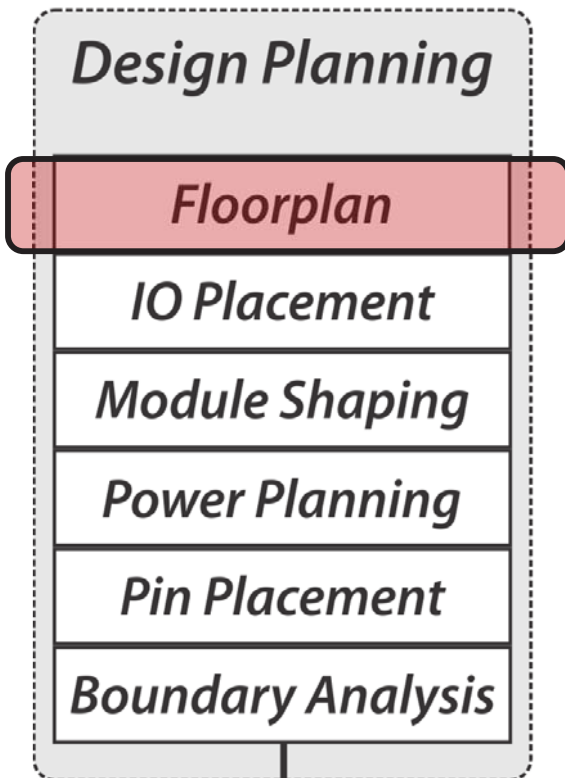 Design Planning
Floorplan
IO Placement
Module Shaping
Power Planning
Pin Placement
Boundary Analysis